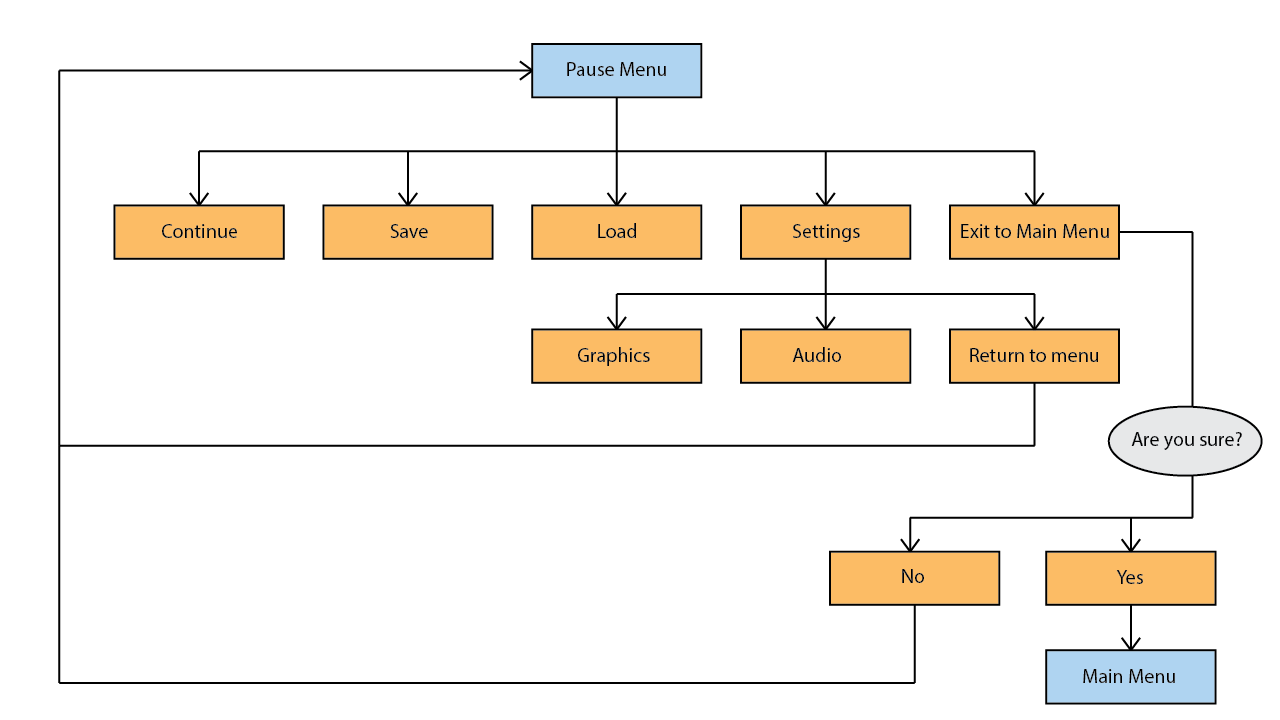 Pause Menu
Continue
Save
Load
Settings
Exit to Main Menu
Graphics
Audio
Return to menu
Are you sure?
No
Yes
Main Menu